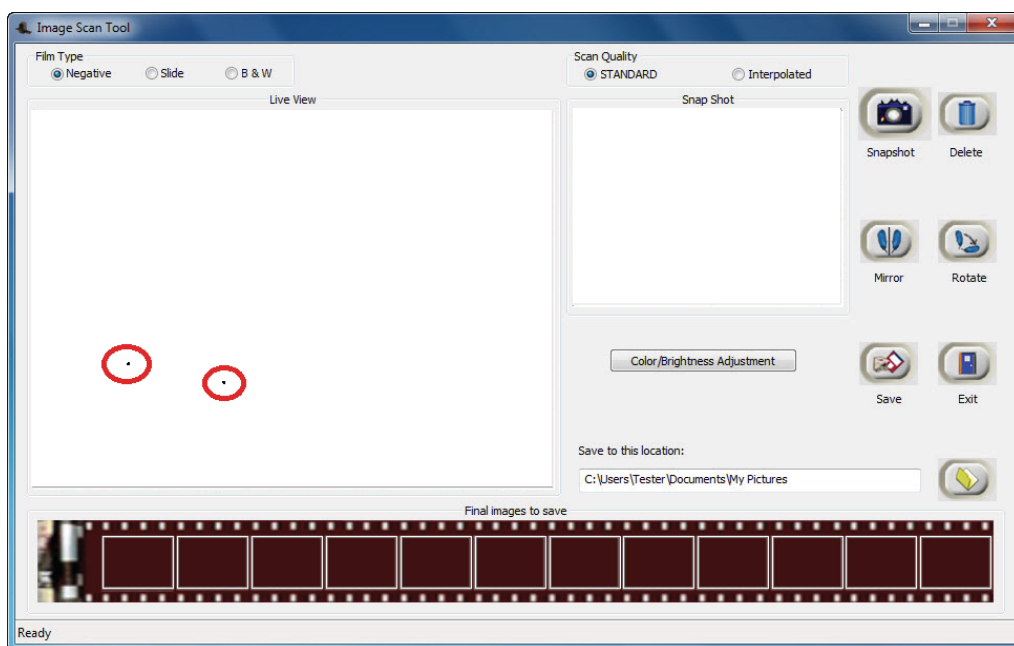 Image Scan Tool
Film Type
Negative Slide B & W
Scan Quality
STANDARD Interpolated
Live View
Snap Shot
Snapshot Delete
Mirror Rotate
Color/Brightness Adjustment
Save Exit
Save to this location:
C:\Users\Tester\Documents\My Pictures
Final images to save
Ready